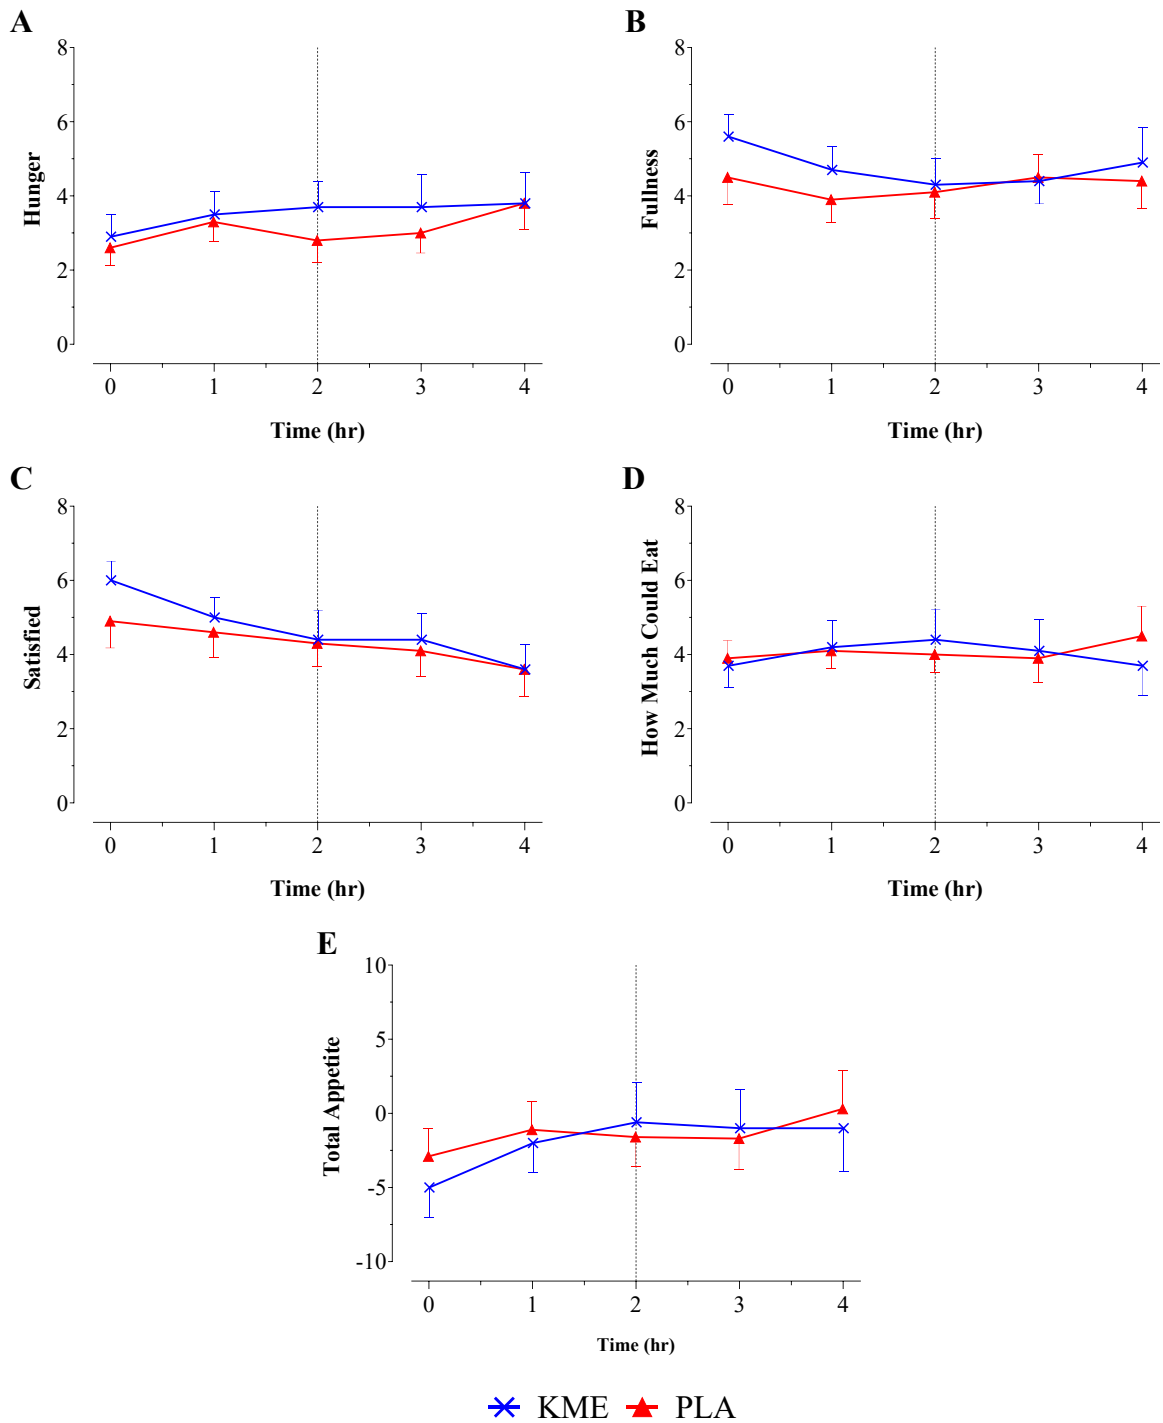 A
B
8
6
4
2
0
Hunger
0 1 2 3 4
Time (hr)
8
6
4
2
0
Fullness
0 1 2 3 4
Time (hr)
C
D
8
6
4
2
0
Satisfied
0 1 2 3 4
Time (hr)
8
6
4
2
0
How Much Could Eat
0 1 2 3 4
Time (hr)
E
10
5
0
-5
-10
Total Appetite
0 1 2 3 4
Time (hr)
KME PLA